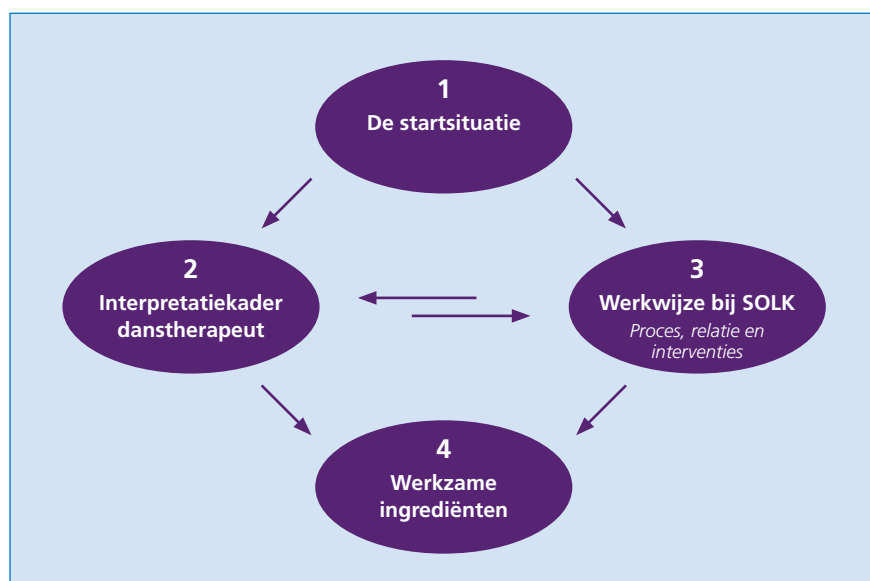 1
De startsituatie
2
Interpretatiekader
danstherapeut
3
Werkwijze bij SOLK
Proces, relatie en
interventies
4
Werkzame
ingrediënten